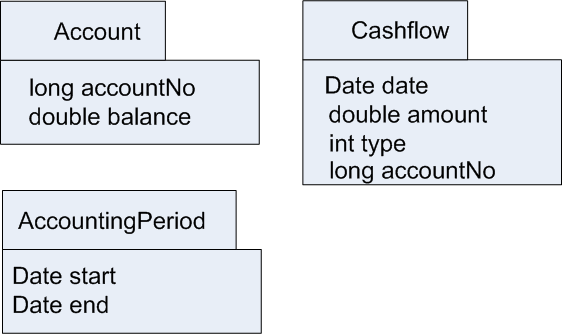 Account
long accountNo
double balance
Cashflow
Date date
double amount
int type
long accountNo
AccountingPeriod
Date start
Date end